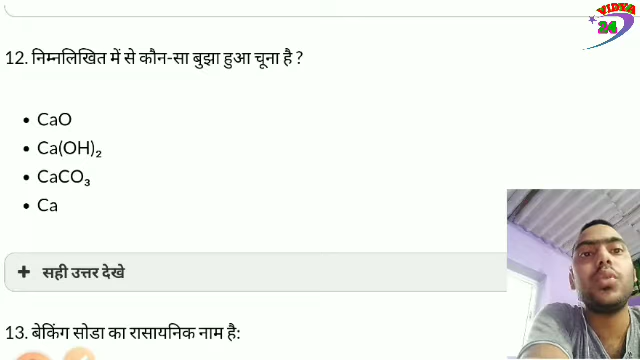 VIDYA
24
12. निम्नलिखित में से कौन-सा बुझा हुआ चूना है ?
• CaO
• Ca(OH)₂
• CaCO₃
• Ca
+ सही उत्तर देखे
13. बेकिंग सोडा का रासायनिक नाम है: